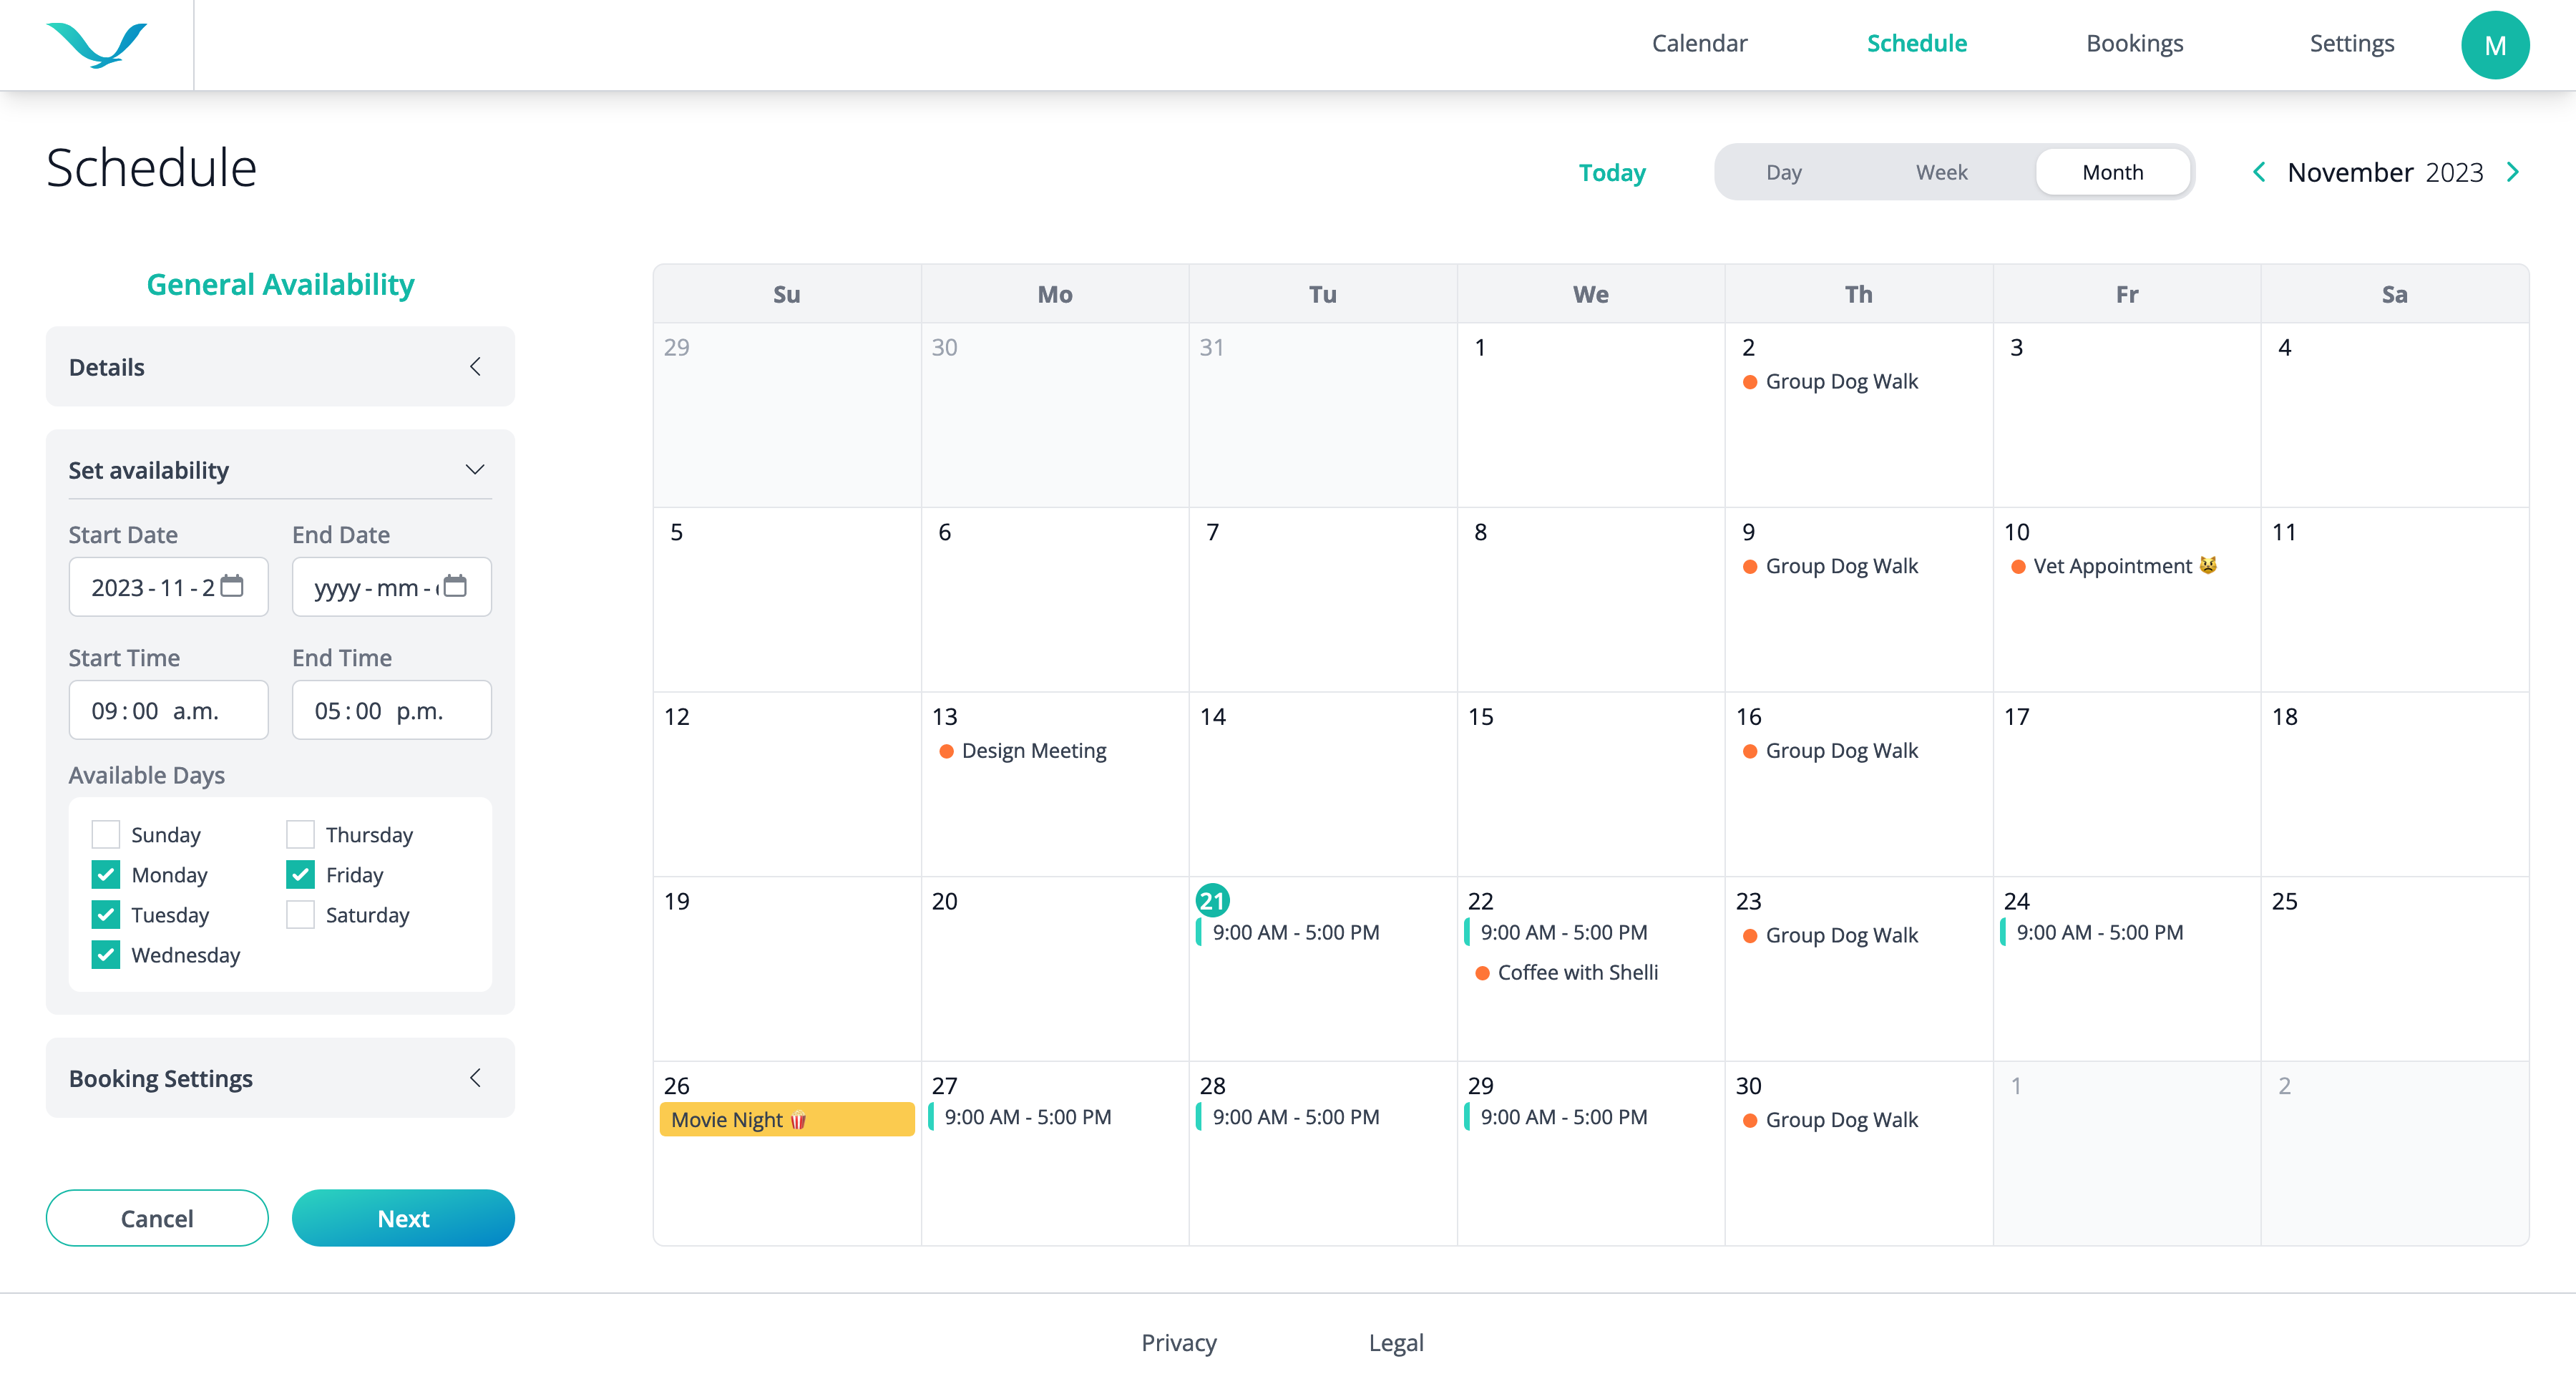 Calendar
Schedule
Bookings
Settings
M
Schedule
Today
Day
Week
Month
November 2023
General Availability
Details
Set availability
Start Date
End Date
2023-11-2
yyyy-mm-
Start Time
End Time
09:00 a.m.
05:00 p.m.
Available Days
Sunday
Thursday
Monday
Friday
Tuesday
Saturday
Wednesday
Booking Settings
Cancel
Next
Su Mo Tu We Th Fr Sa
29 30 31 1 2 3 4
Group Dog Walk
5 6 7 8 9 10 11
Group Dog Walk
Vet Appointment 😾
12 13 14 15 16 17 18
Design Meeting
Group Dog Walk
19 20 21 22 23 24 25
9:00 AM - 5:00 PM
9:00 AM - 5:00 PM
Group Dog Walk
9:00 AM - 5:00 PM
Coffee with Shelli
26 27 28 29 30 1 2
Movie Night 🍿
9:00 AM - 5:00 PM
9:00 AM - 5:00 PM
9:00 AM - 5:00 PM
Group Dog Walk
Privacy
Legal